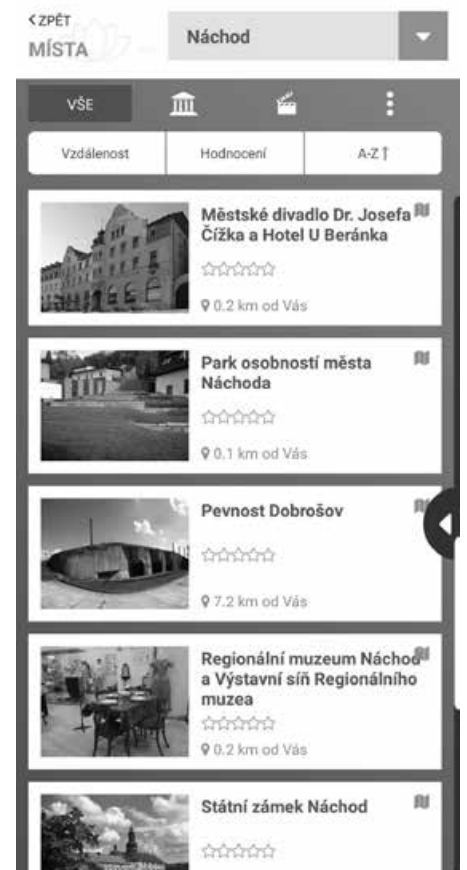 ZPĚT
MÍSTA
Náchod
VŠE
Vzdálenost
Hodnocení
A-Z
Městské divadlo Dr. Josefa
Čížka a Hotel U Beránka
0.2 km od Vás
Park osobností města
Náchoda
0.1 km od Vás
Pevnost Dobrošov
7.2 km od Vás
Regionální muzeum Náchod
a Výstavní síň Regionálního
muzea
0.2 km od Vás
Státní zámek Náchod